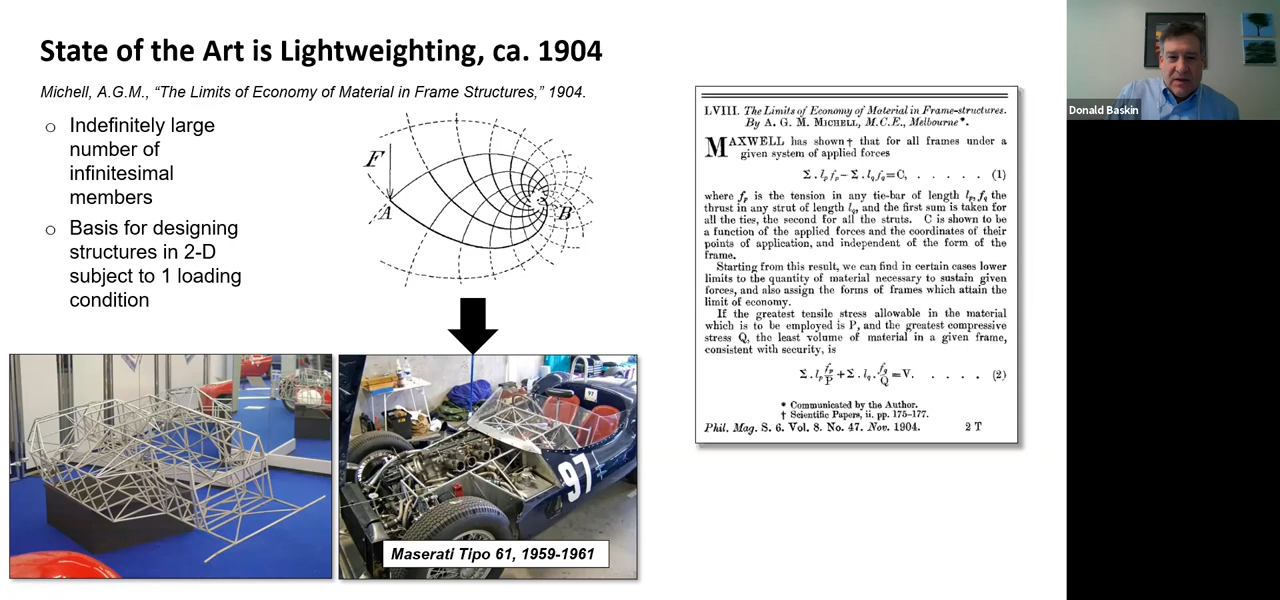 State of the Art is Lightweighting, ca. 1904
Michell, A.G.M., “The Limits of Economy of Material in Frame Structures,” 1904.
o Indefinitely large
number of
infinitesimal
members
o Basis for designing
structures in 2-D
subject to 1 loading
condition
F
A
B
97
97
Maserati Tipo 61, 1959-1961
LVIII. The Limits of Economy of Material in Frame-structures.
By A. G. M. MICHELL, M.C.E., Melbourne*.
MAXWELL has shown† that for all frames under a
given system of applied forces
Σ . lₚ fₚ − Σ . l_q f_q = C, . . . . . (1)
where fₚ is the tension in any tie-bar of length lₚ, f_q the
thrust in any strut of length l_q, and the first sum is taken for
all the ties, the second for all the struts. C is shown to be
a function of the applied forces and the coordinates of their
points of application, and independent of the form of the
frame.
Starting from this result, we can find in certain cases lower
limits to the quantity of material necessary to sustain given
forces, and also assign the forms of frames which attain the
limit of economy.
If the greatest tensile stress allowable in the material
which is to be employed is P, and the greatest compressive
stress Q, the least volume of material in a given frame,
consistent with security, is
Σ . lₚ fₚ/P + Σ . l_q . f_q/Q = V. . . . . (2)
* Communicated by the Author.
† Scientific Papers, ii. pp. 175-177.
Phil. Mag. S. 6. Vol. 8. No. 47. Nov. 1904. 2 T
Donald Baskin